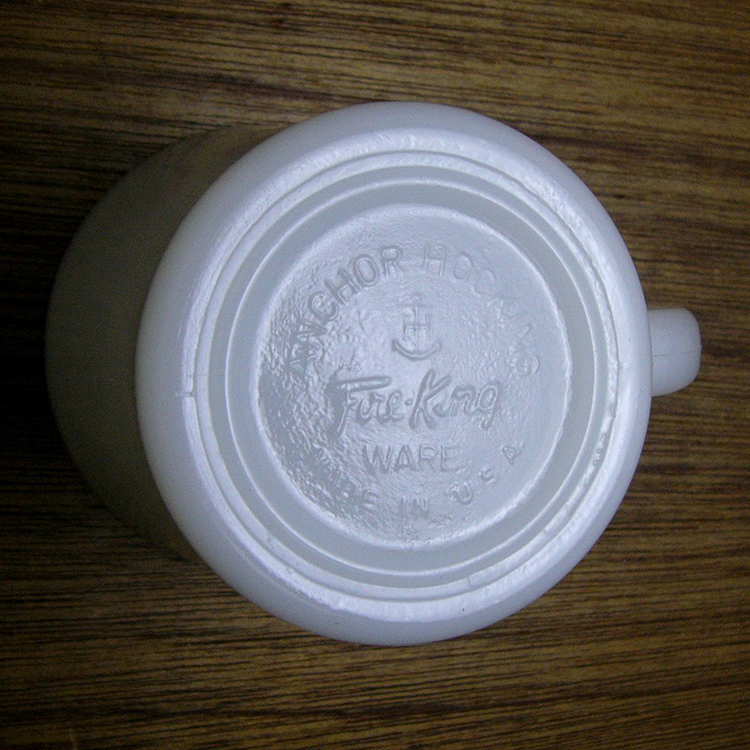 ANCHOR HOCKING ®
Fire-King
WARE
MADE IN U.S.A.